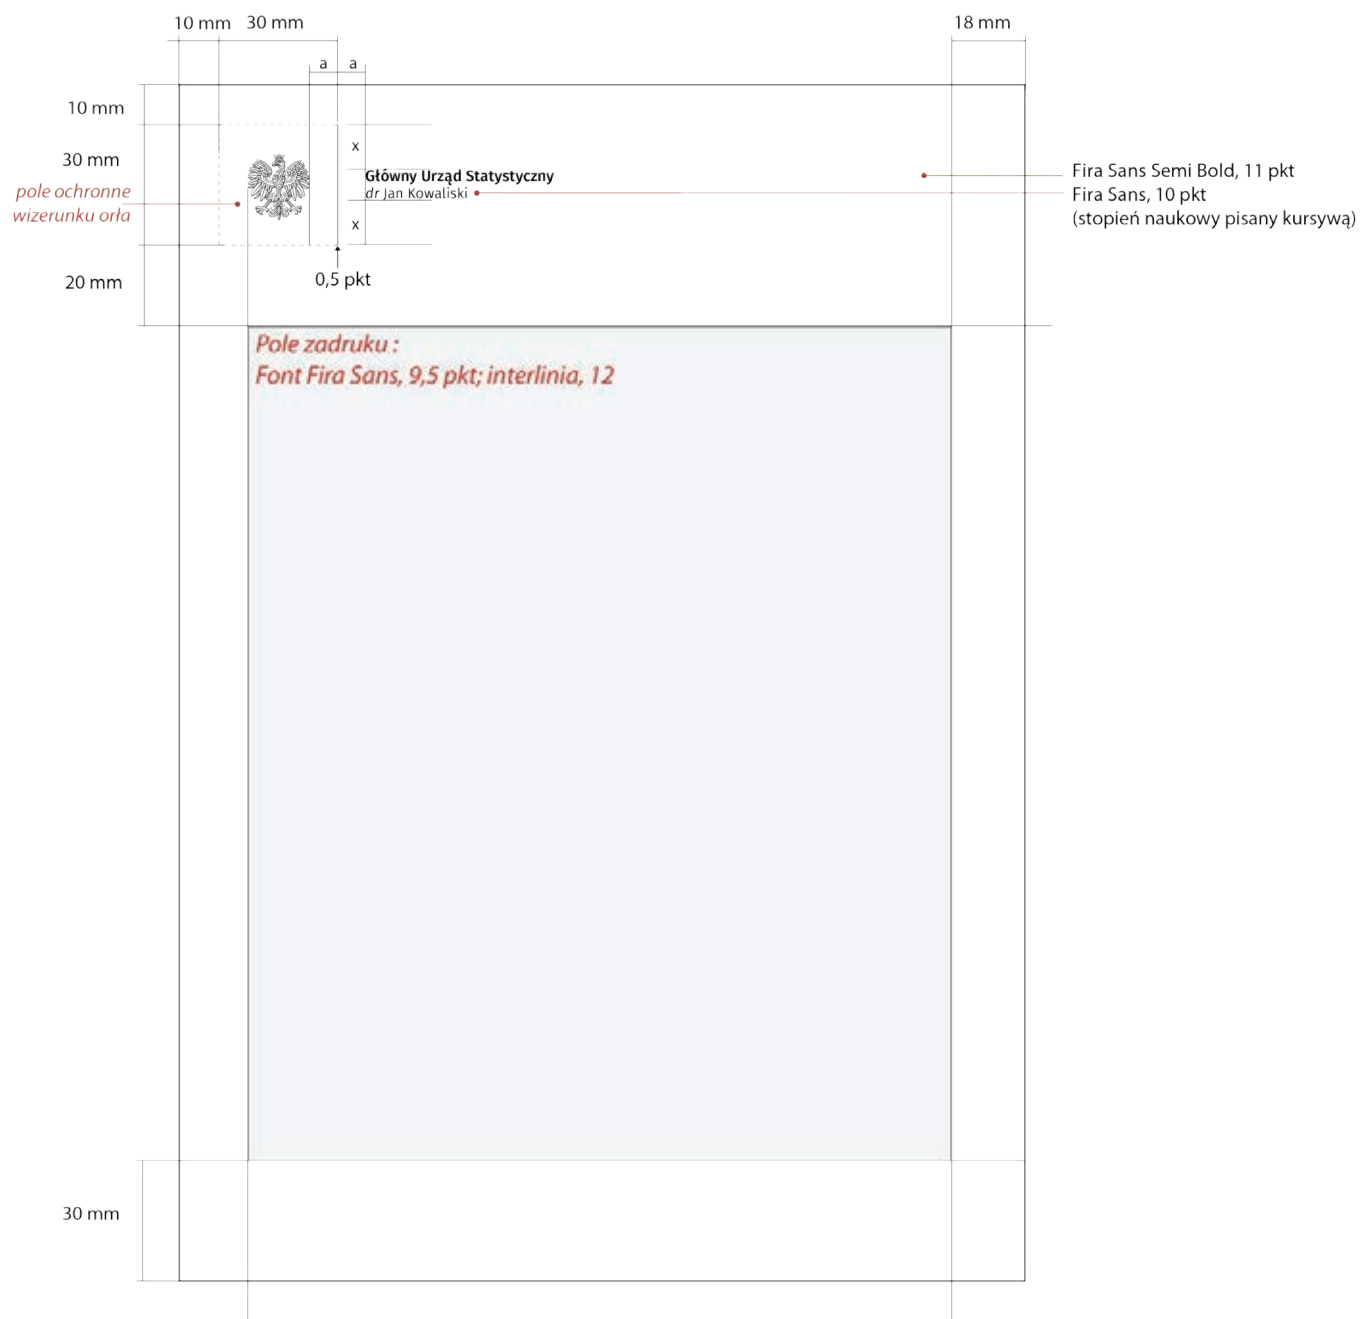 10 mm 30 mm 18 mm
a a
10 mm
x
30 mm
Główny Urząd Statystyczny
dr Jan Kowaliski
Fira Sans Semi Bold, 11 pkt
Fira Sans, 10 pkt
(stopień naukowy pisany kursywą)
pole ochronne
wizerunku orła
x
20 mm
0,5 pkt
Pole zadruku :
Font Fira Sans, 9,5 pkt; interlinia, 12
30 mm